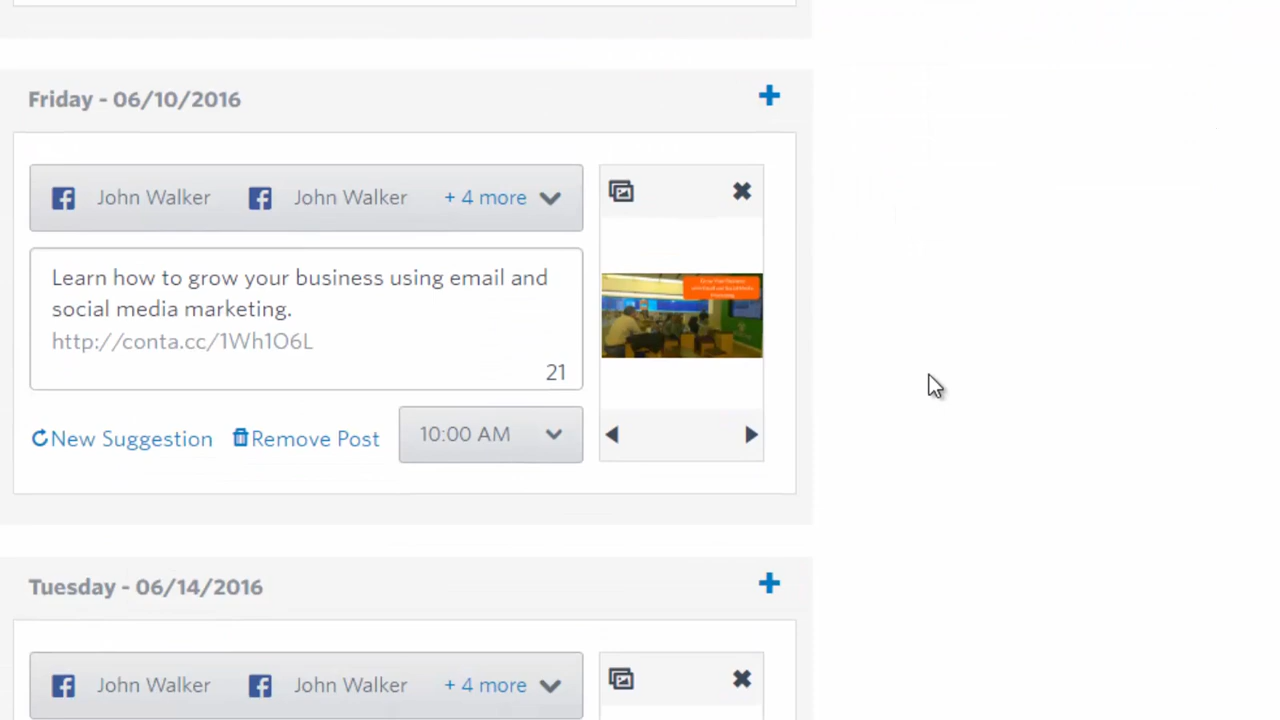 Friday - 06/10/2016
John Walker John Walker + 4 more
Learn how to grow your business using email and
social media marketing.
http://conta.cc/1Wh1O6L
21
New Suggestion Remove Post 10:00 AM
Tuesday - 06/14/2016
John Walker John Walker + 4 more